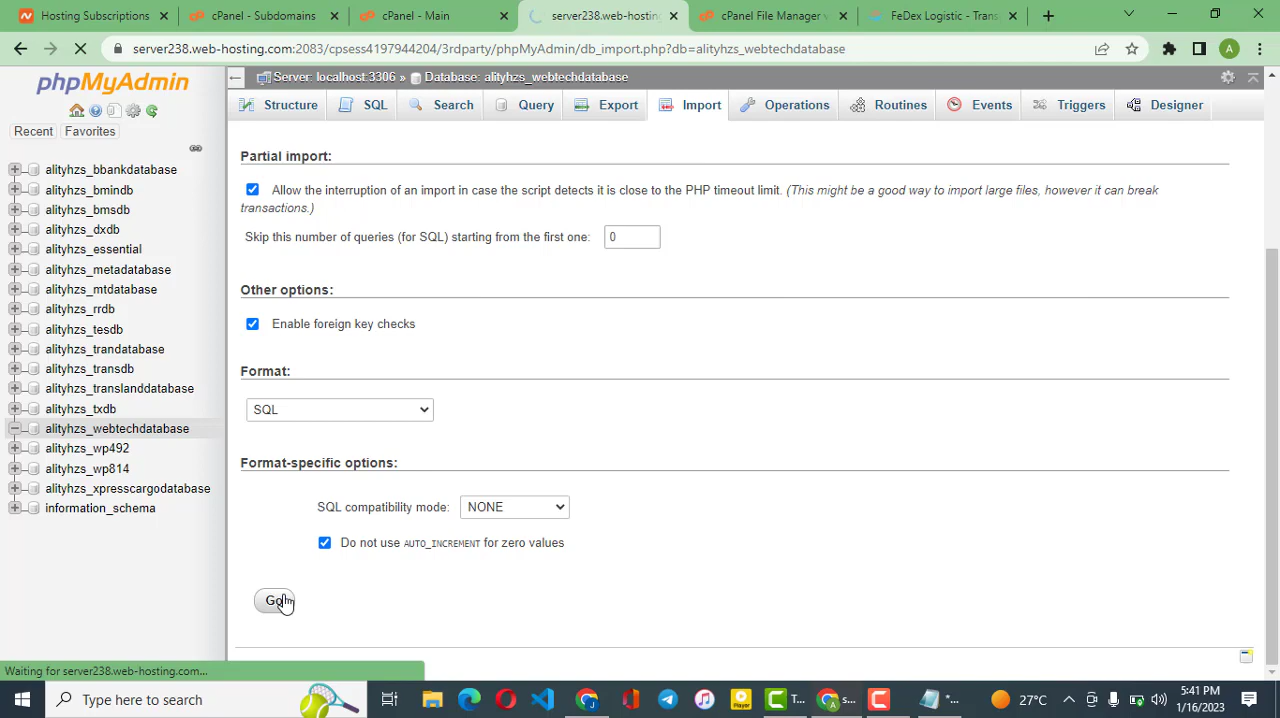 Hosting Subscriptions
cPanel - Subdomains
cPanel - Main
server238.web-hosting
cPanel File Manager v
FeDex Logistic - Trans
server238.web-hosting.com:2083/cpsess4197944204/3rdparty/phpMyAdmin/db_import.php?db=alityhzs_webtechdatabase
A
phpMyAdmin
Recent
Favorites
alityhzs_bbankdatabase
alityhzs_bmindb
alityhzs_bmsdb
alityhzs_dxdb
alityhzs_essential
alityhzs_metadatabase
alityhzs_mtdatabase
alityhzs_rrdb
alityhzs_tesdb
alityhzs_trandatabase
alityhzs_transdb
alityhzs_translanddatabase
alityhzs_txdb
alityhzs_webtechdatabase
alityhzs_wp492
alityhzs_wp814
alityhzs_xpresscargodatabase
information_schema
Server: localhost:3306 » Database: alityhzs_webtechdatabase
Structure
SQL
Search
Query
Export
Import
Operations
Routines
Events
Triggers
Designer
Partial import:
Allow the interruption of an import in case the script detects it is close to the PHP timeout limit. (This might be a good way to import large files, however it can break
transactions.)
Skip this number of queries (for SQL) starting from the first one: 0
Other options:
Enable foreign key checks
Format:
SQL
Format-specific options:
SQL compatibility mode: NONE
Do not use AUTO_INCREMENT for zero values
Go
Waiting for server238.web-hosting.com...
Type here to search
Player
T...
s...
*...
27°C
5:41 PM
1/16/2023